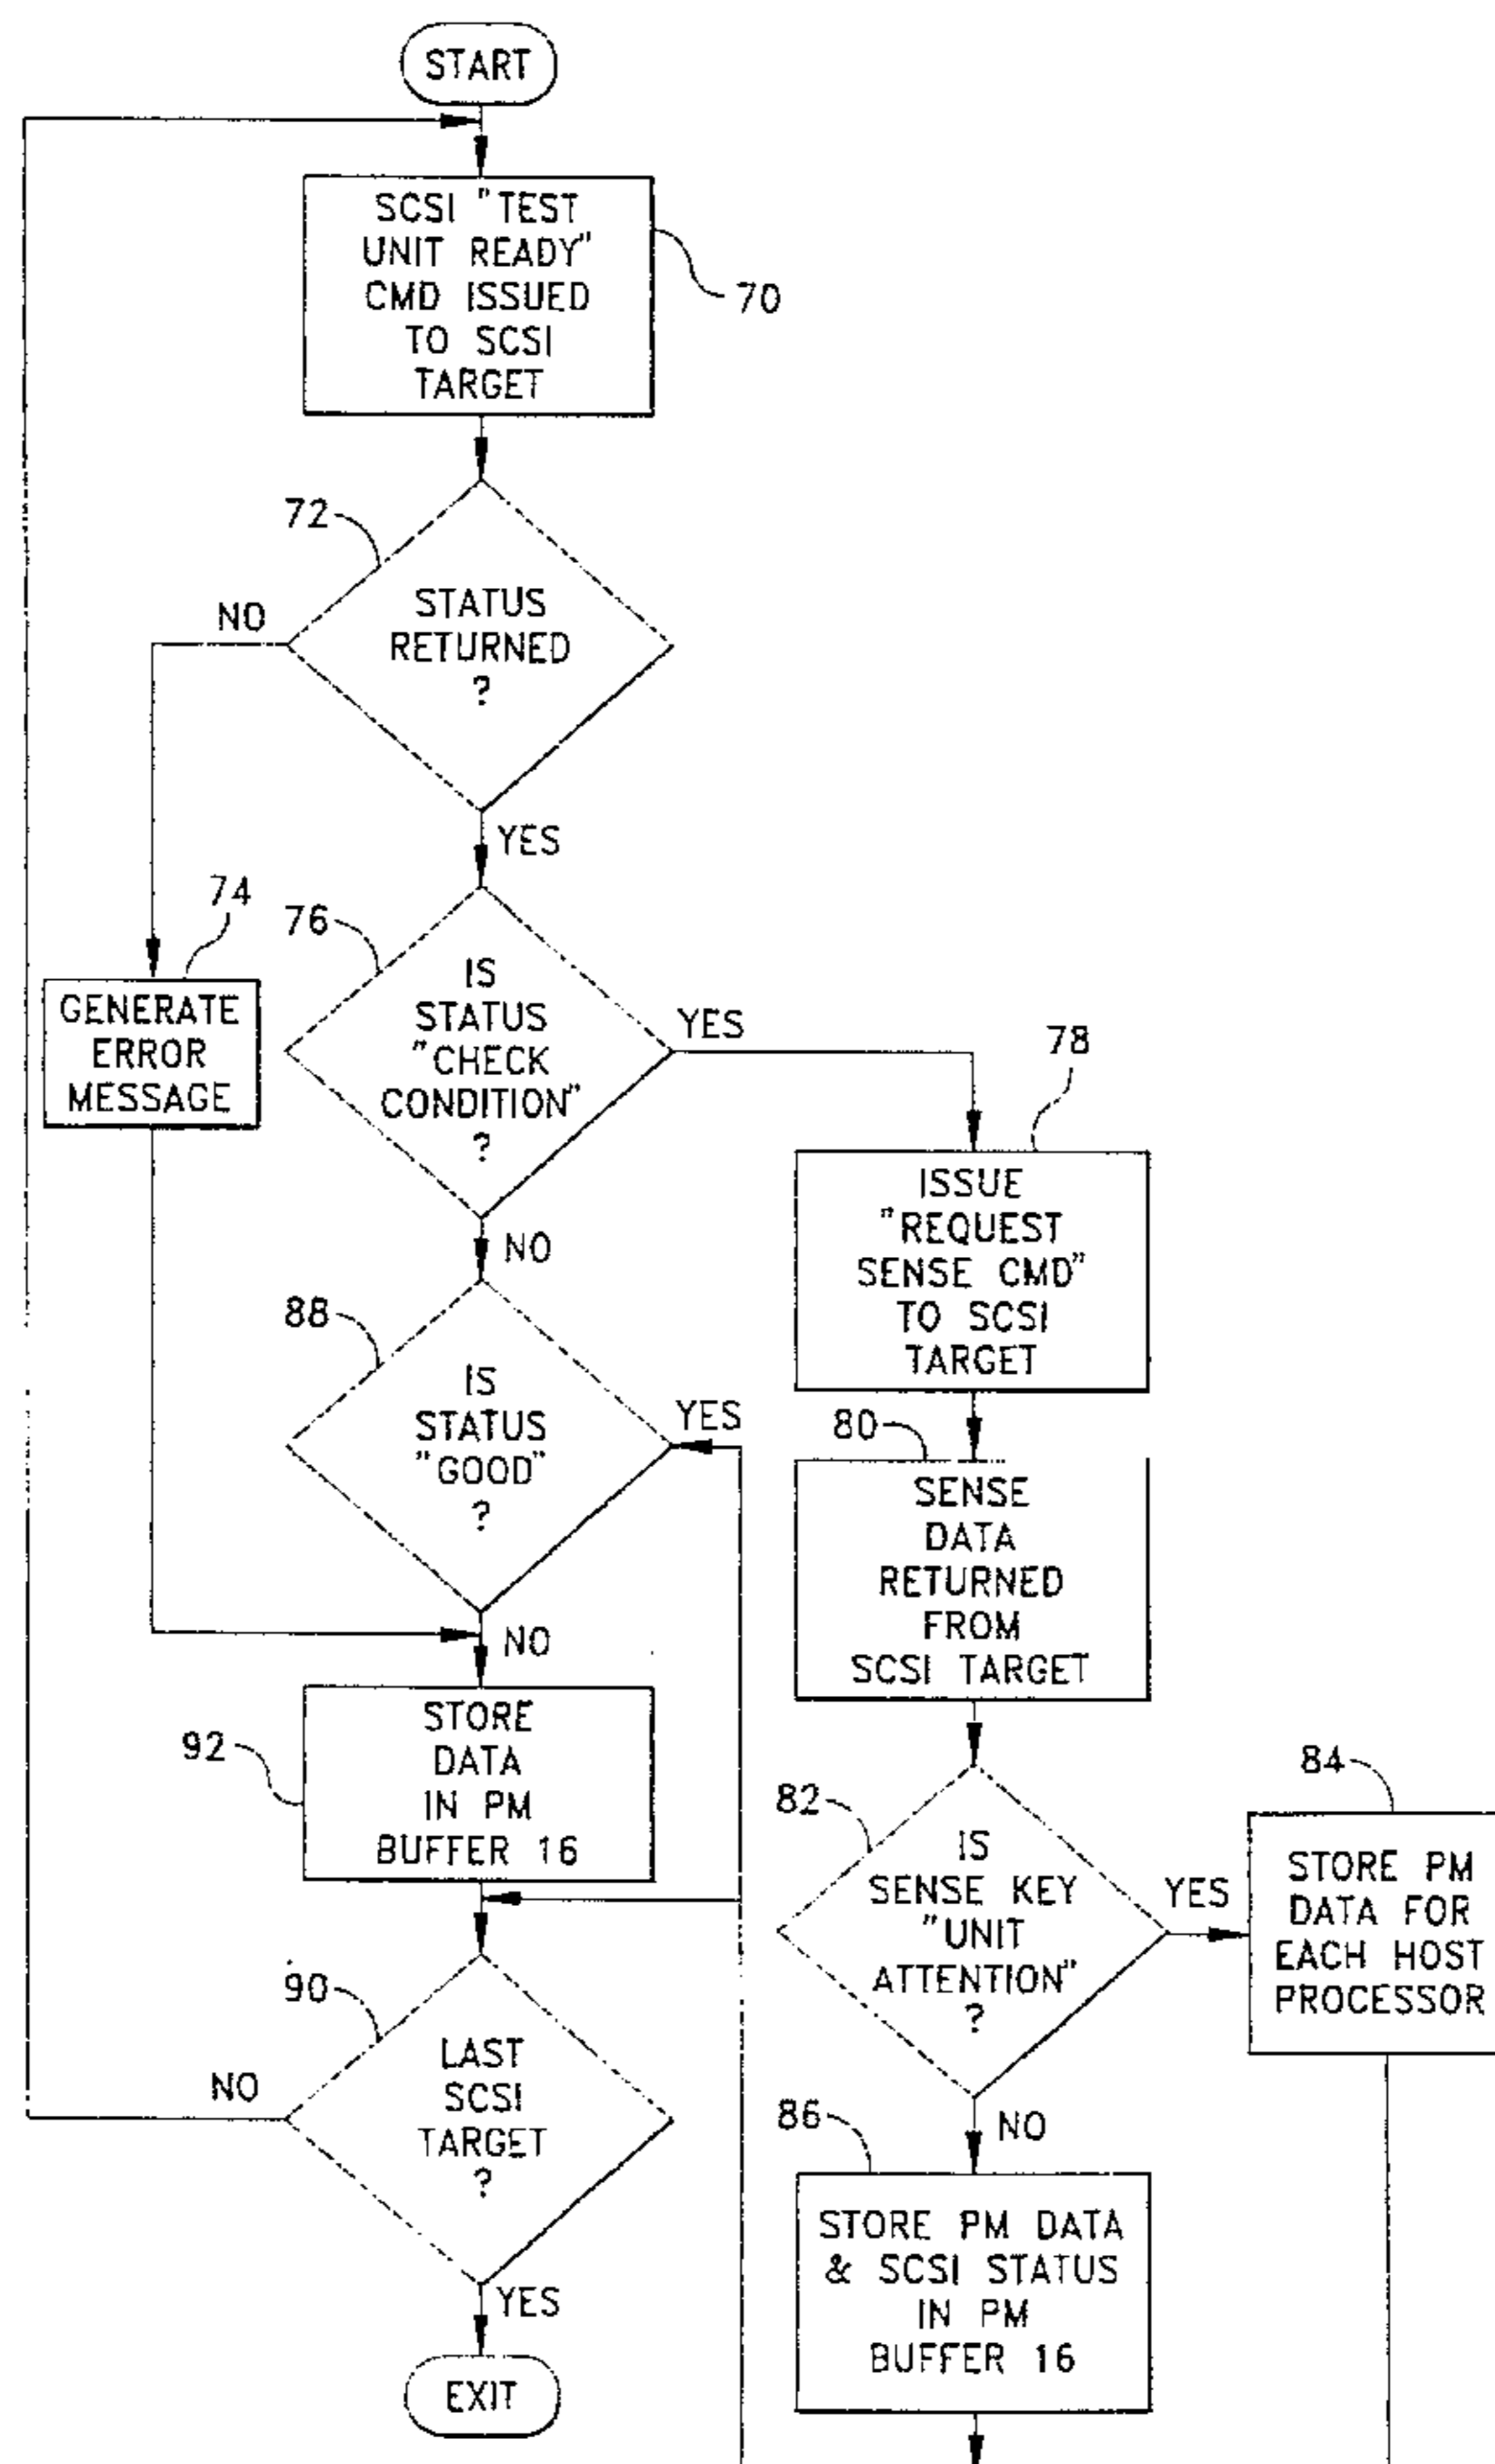 START
SCSI "TEST
UNIT READY"
CMD ISSUED
TO SCSI
TARGET
70
72
STATUS
RETURNED
?
NO
YES
74
GENERATE
ERROR
MESSAGE
76
IS
STATUS
"CHECK
CONDITION"
?
YES
NO
78
ISSUE
"REQUEST
SENSE CMD"
TO SCSI
TARGET
88
IS
STATUS
"GOOD"
?
YES
NO
80
SENSE
DATA
RETURNED
FROM
SCSI TARGET
92
STORE
DATA
IN PM
BUFFER 16
82
IS
SENSE KEY
"UNIT
ATTENTION"
?
YES
NO
84
STORE PM
DATA FOR
EACH HOST
PROCESSOR
90
LAST
SCSI
TARGET
?
NO
YES
86
STORE PM DATA
& SCSI STATUS
IN PM
BUFFER 16
EXIT